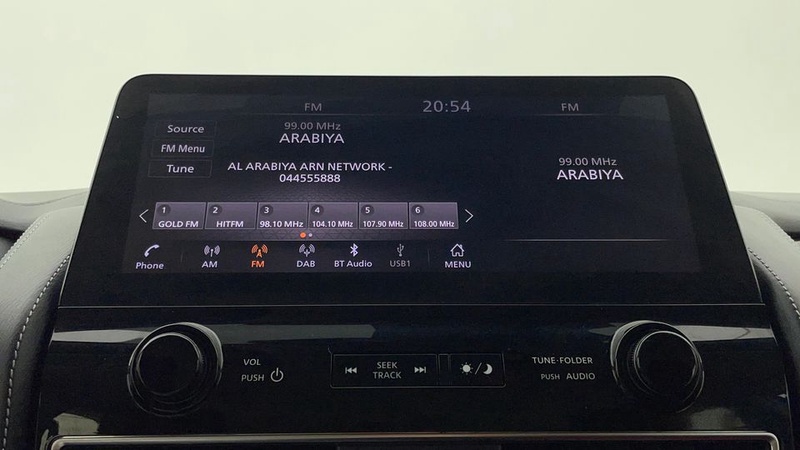 FM 20:54 FM
Source
FM Menu
Tune
99.00 MHz
ARABIYA
AL ARABIYA ARN NETWORK -
044555888
99.00 MHz
ARABIYA
1 2 3 4 5 6
GOLD FM HITFM 98.10 MHz 104.10 MHz 107.90 MHz 108.00 MHz
Phone AM FM DAB BT Audio USB1 MENU
VOL
PUSH
SEEK
TRACK
TUNE·FOLDER
PUSH AUDIO